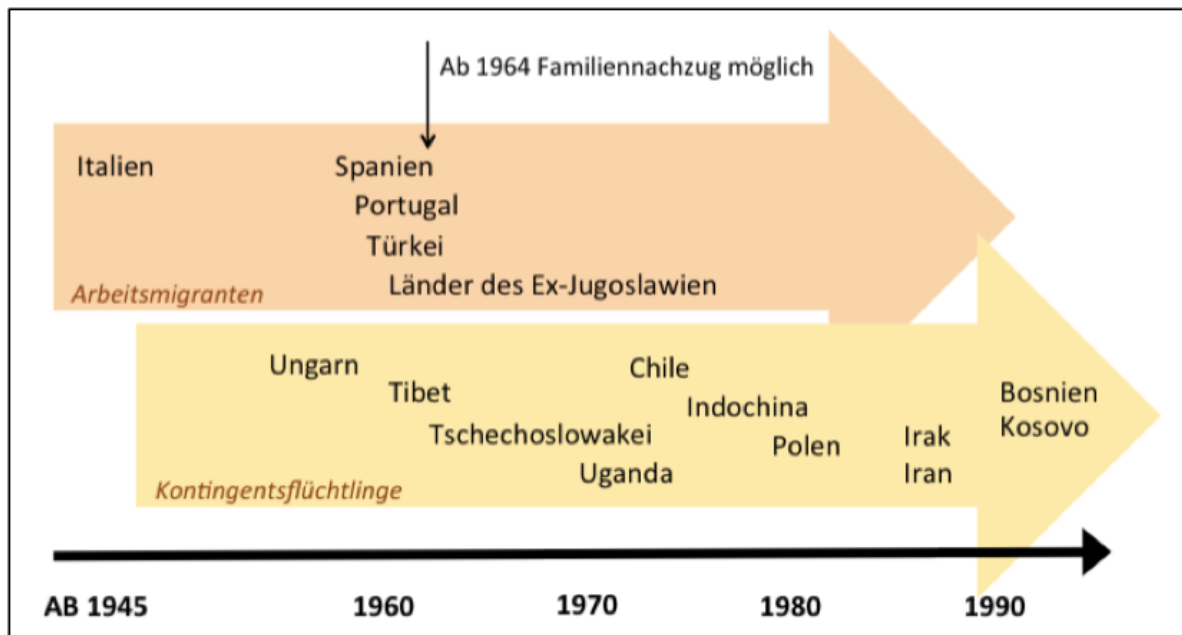 Ab 1964 Familiennachzug möglich
Italien
Spanien
Portugal
Türkei
Länder des Ex-Jugoslawien
Arbeitsmigranten
Ungarn
Tibet
Tschechoslowakei
Uganda
Chile
Indochina
Polen
Irak
Iran
Bosnien
Kosovo
Kontingentsflüchtlinge
AB 1945
1960
1970
1980
1990